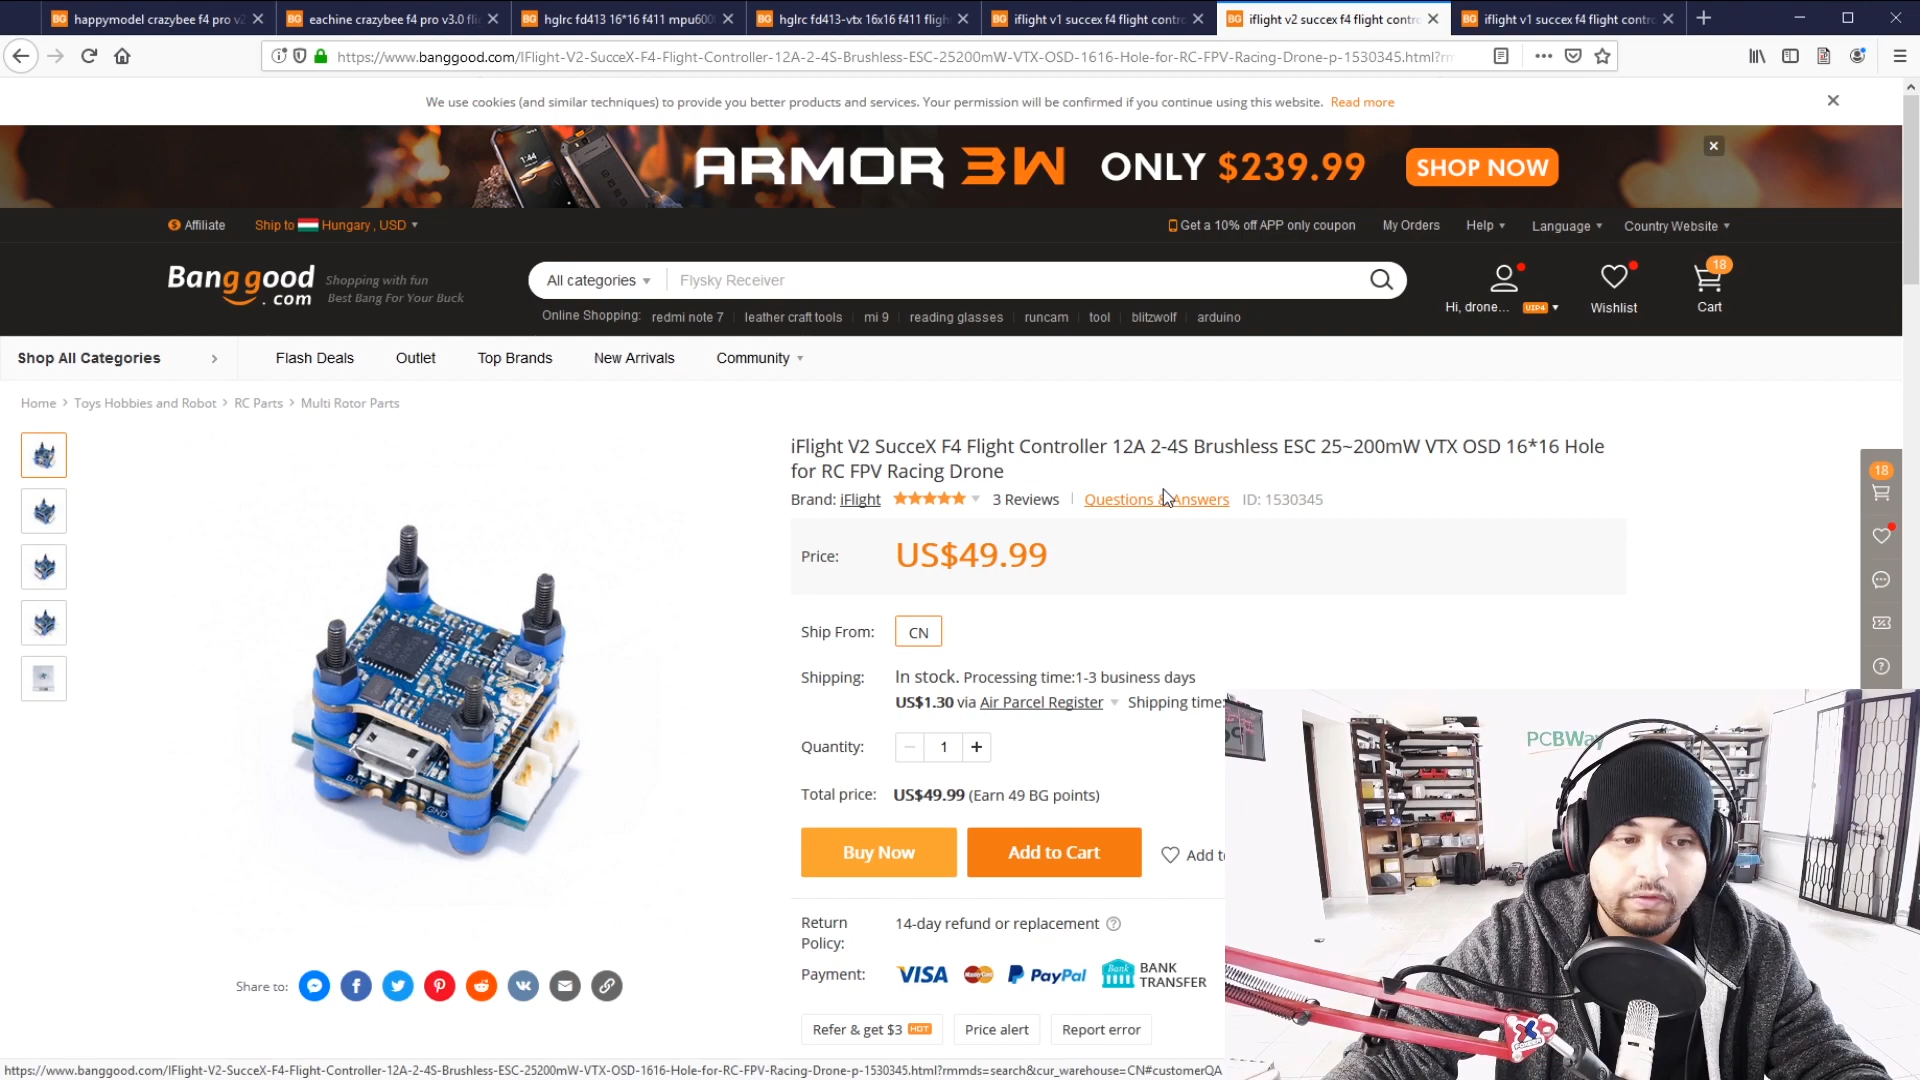 happymodel crazybee f4 pro v2
eachine crazybee f4 pro v3.0 fli
hglrc fd413 16*16 f411 mpu600
hglrc fd413-vtx 16x16 f411 fligh
iflight v1 succex f4 flight contro
iflight v2 succex f4 flight contro
iflight v1 succex f4 flight contro
https://www.banggood.com/IFlight-V2-SucceX-F4-Flight-Controller-12A-2-4S-Brushless-ESC-25200mW-VTX-OSD-1616-Hole-for-RC-FPV-Racing-Drone-p-1530345.html?rm
We use cookies (and similar techniques) to provide you better products and services. Your permission will be confirmed if you continue using this website. Read more
1:44 ARMOR 3W ONLY $239.99 SHOP NOW
Affiliate Ship to Hungary , USD Get a 10% off APP only coupon My Orders Help Language Country Website
Banggood.com Shopping with fun Best Bang For Your Buck
All categories Flysky Receiver
18
Hi, drone... VIP4 Wishlist Cart
Online Shopping: redmi note 7 leather craft tools mi 9 reading glasses runcam tool blitzwolf arduino
Shop All Categories Flash Deals Outlet Top Brands New Arrivals Community
Home > Toys Hobbies and Robot > RC Parts > Multi Rotor Parts
iFlight V2 SucceX F4 Flight Controller 12A 2-4S Brushless ESC 25~200mW VTX OSD 16*16 Hole
for RC FPV Racing Drone
Brand: iFlight 3 Reviews Questions & Answers ID: 1530345
18
Price: US$49.99
Ship From: CN
Shipping: In stock. Processing time:1-3 business days
US$1.30 via Air Parcel Register Shipping time:
Quantity: 1
Total price: US$49.99 (Earn 49 BG points)
Buy Now Add to Cart Add t
BAT
GND
PCBWay
Return Policy: 14-day refund or replacement
Payment: VISA MasterCard PayPal Bank BANK TRANSFER
Share to:
Refer & get $3 HOT Price alert Report error
https://www.banggood.com/IFlight-V2-SucceX-F4-Flight-Controller-12A-2-4S-Brushless-ESC-25200mW-VTX-OSD-1616-Hole-for-RC-FPV-Racing-Drone-p-1530345.html?rmmds=search&cur_warehouse=CN#customerQA